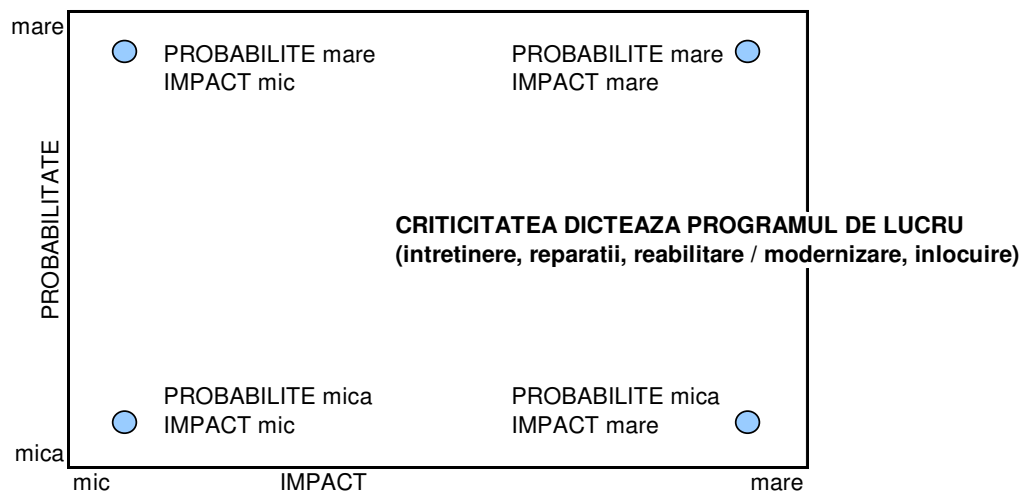 mare
PROBABILITE mare
IMPACT mic
PROBABILITE mare
IMPACT mare
PROBABILITATE
CRITICITATEA DICTEAZA PROGRAMUL DE LUCRU
(intretinere, reparatii, reabilitare / modernizare, inlocuire)
PROBABILITE mica
IMPACT mic
PROBABILITE mica
IMPACT mare
mica
mic
IMPACT
mare